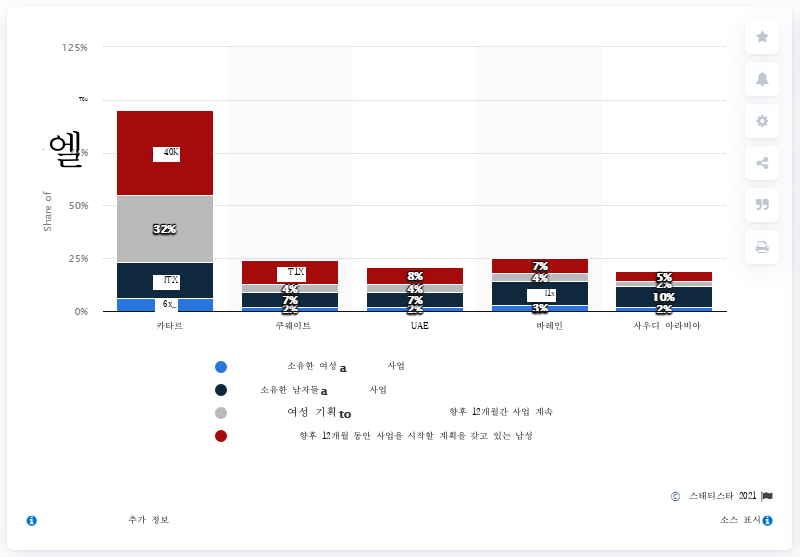 125%
엘
50%
25%
0%
Share of
40K
32%
6x_
T1X
4%
7%
2%
8%
4%
7%
2%
7%
4%
11x
3%
5%
2%
10%
2%
카타르
쿠웨이트
UAE
바레인
사우디 아라비아
소유한 여성 a 사업
소유한 남자들 a 사업
여성 기획 to 향후 12개월간 사업 계속
향후 12개월 동안 사업을 시작할 계획을 갖고 있는 남성
© 스태티스타 2021
추가 정보
소스 표시